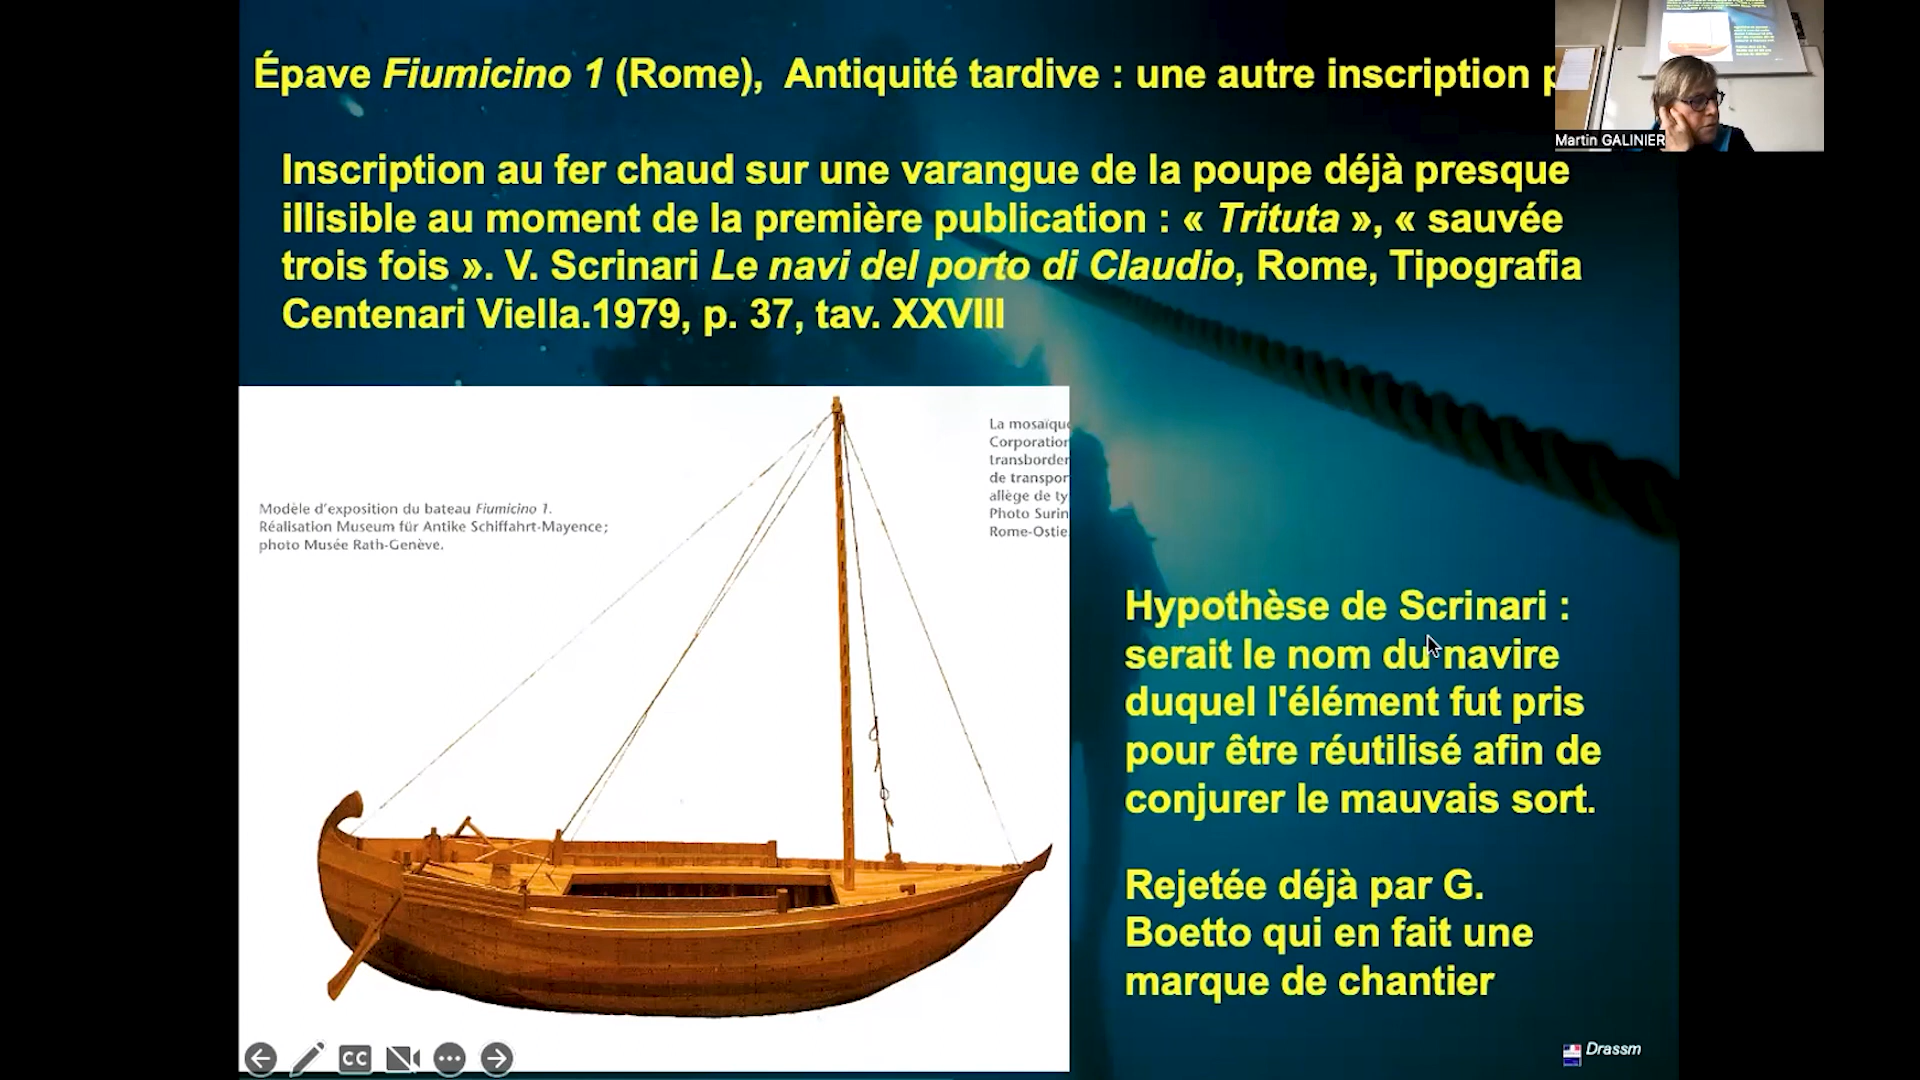 Épave Fiumicino 1 (Rome), Antiquité tardive : une autre inscription
Martin GALINIER
Inscription au fer chaud sur une varangue de la poupe déjà presque
illisible au moment de la première publication : « Trituta », « sauvée
trois fois ». V. Scrinari Le navi del porto di Claudio, Rome, Tipografia
Centenari Viella.1979, p. 37, tav. XXVIII
La mosaïque
Corporation
transborder
de transpor
allège de ty
Photo Surin
Rome-Ostie
Modèle d'exposition du bateau Fiumicino 1.
Réalisation Museum für Antike Schiffahrt-Mayence;
photo Musée Rath-Genève.
Hypothèse de Scrinari :
serait le nom du navire
duquel l'élément fut pris
pour être réutilisé afin de
conjurer le mauvais sort.
Rejetée déjà par G.
Boetto qui en fait une
marque de chantier
CC
Drassm